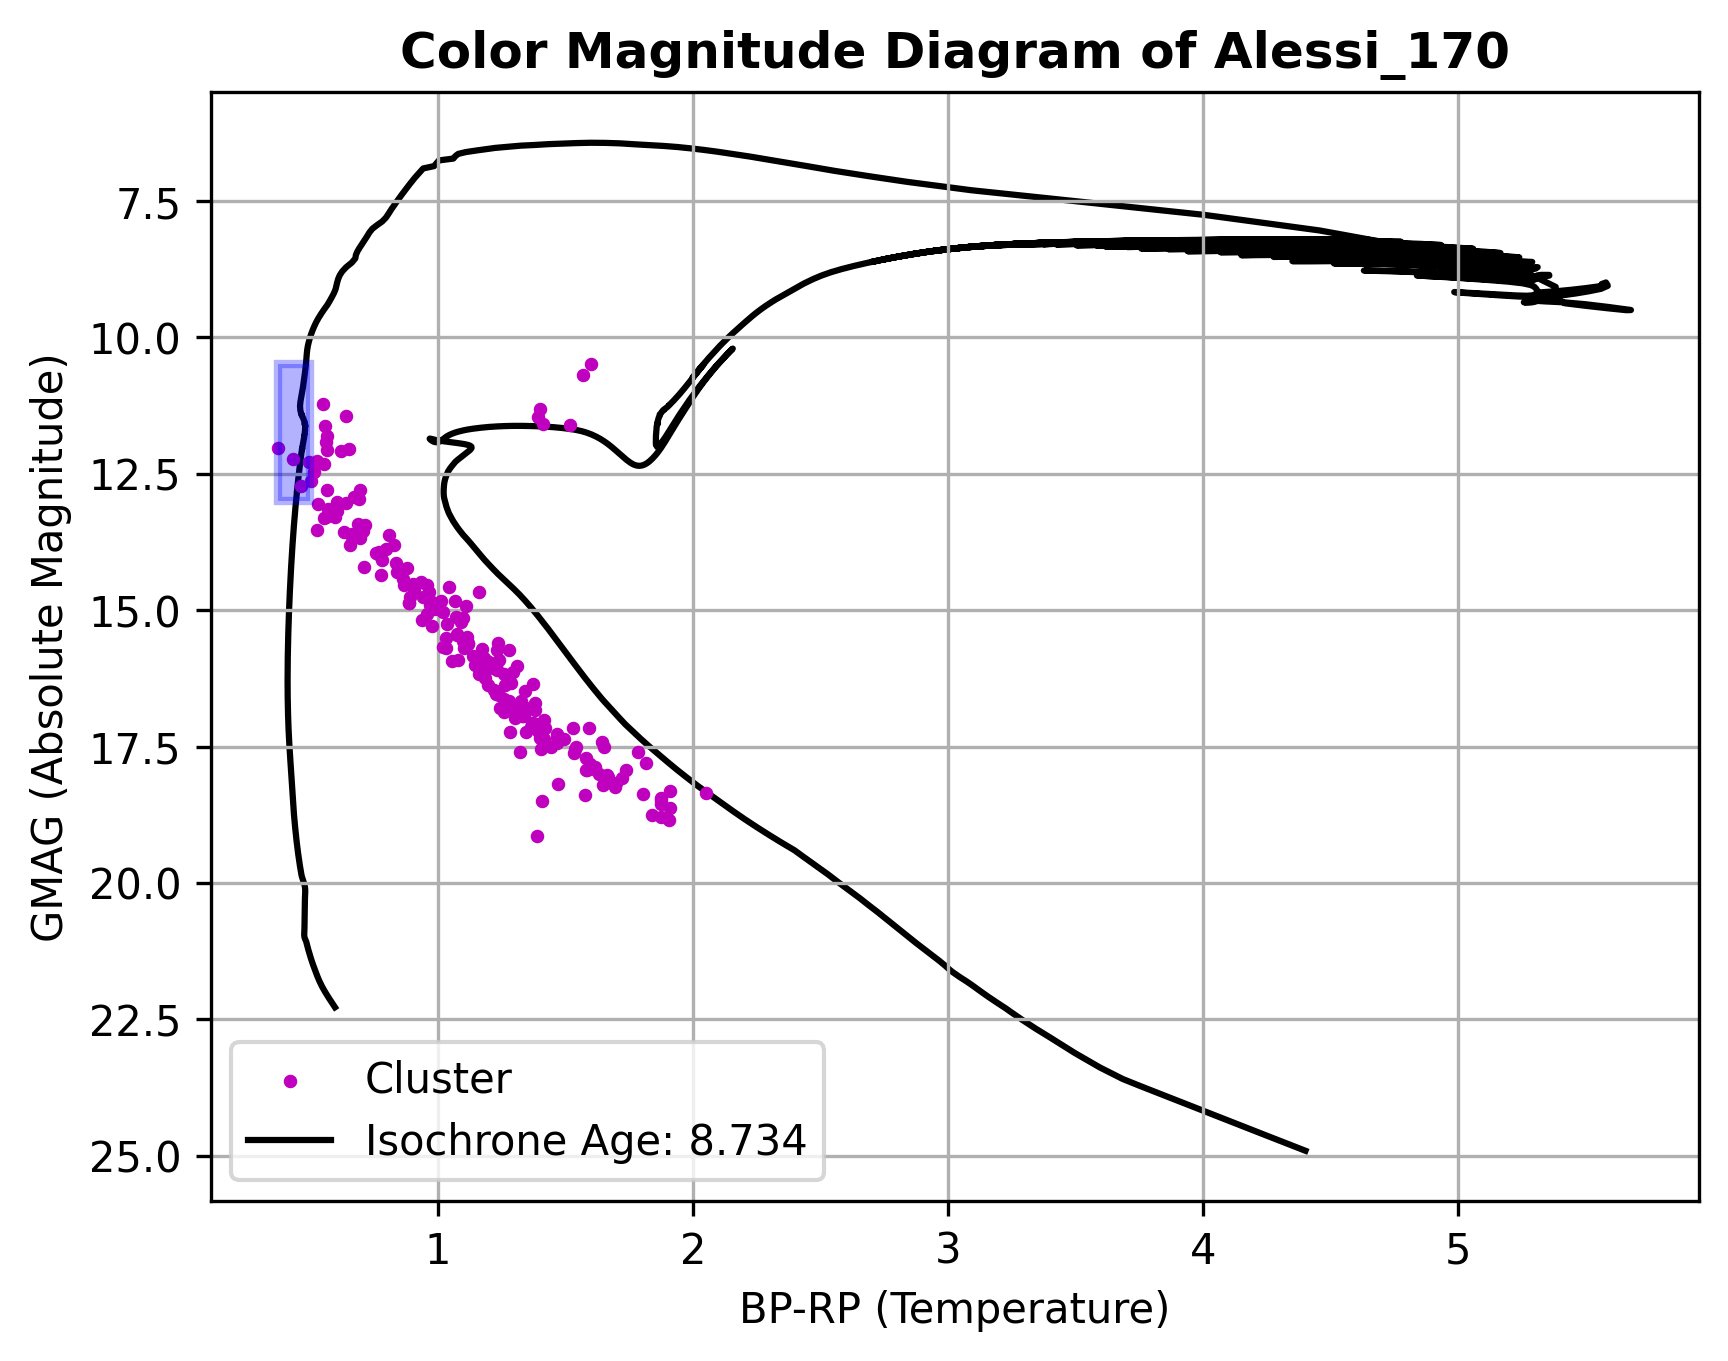 Color Magnitude Diagram of Alessi_170
GMAG (Absolute Magnitude)
7.5
10.0
12.5
15.0
17.5
20.0
22.5
25.0
Cluster
Isochrone Age: 8.734
1 2 3 4 5
BP-RP (Temperature)